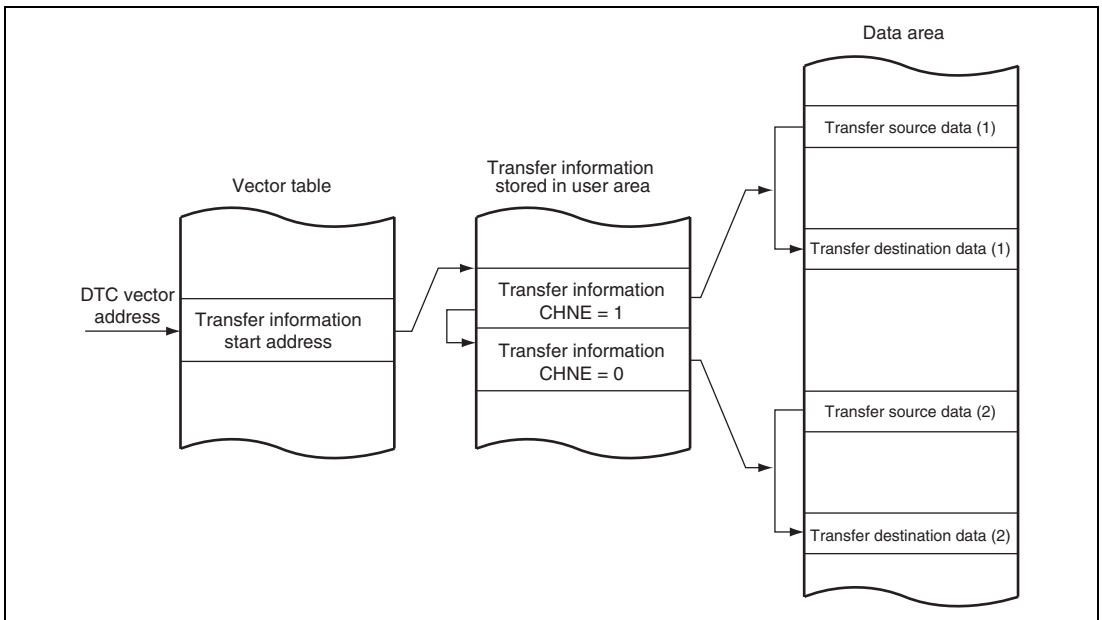 Data area
Transfer source data (1)
Transfer information
stored in user area
Vector table
Transfer destination data (1)
DTC vector
address
Transfer information
start address
Transfer information
CHNE = 1
Transfer information
CHNE = 0
Transfer source data (2)
Transfer destination data (2)